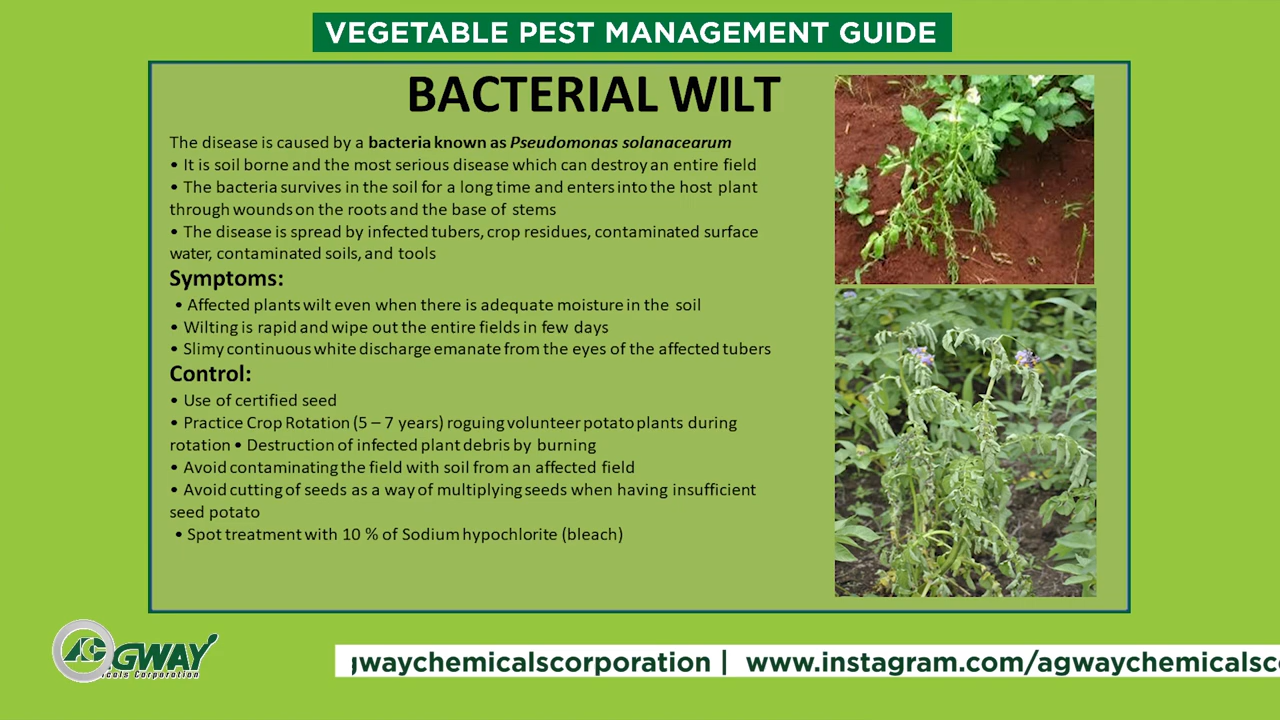 VEGETABLE PEST MANAGEMENT GUIDE
BACTERIAL WILT
The disease is caused by a bacteria known as Pseudomonas solanacearum
• It is soil borne and the most serious disease which can destroy an entire field
• The bacteria survives in the soil for a long time and enters into the host plant
through wounds on the roots and the base of stems
• The disease is spread by infected tubers, crop residues, contaminated surface
water, contaminated soils, and tools
Symptoms:
• Affected plants wilt even when there is adequate moisture in the soil
• Wilting is rapid and wipe out the entire fields in few days
• Slimy continuous white discharge emanate from the eyes of the affected tubers
Control:
• Use of certified seed
• Practice Crop Rotation (5 – 7 years) roguing volunteer potato plants during
rotation • Destruction of infected plant debris by burning
• Avoid contaminating the field with soil from an affected field
• Avoid cutting of seeds as a way of multiplying seeds when having insufficient
seed potato
• Spot treatment with 10 % of Sodium hypochlorite (bleach)
AGWAY
icals Corporation
gwaychemicalscorporation | www.instagram.com/agwaychemicalsco